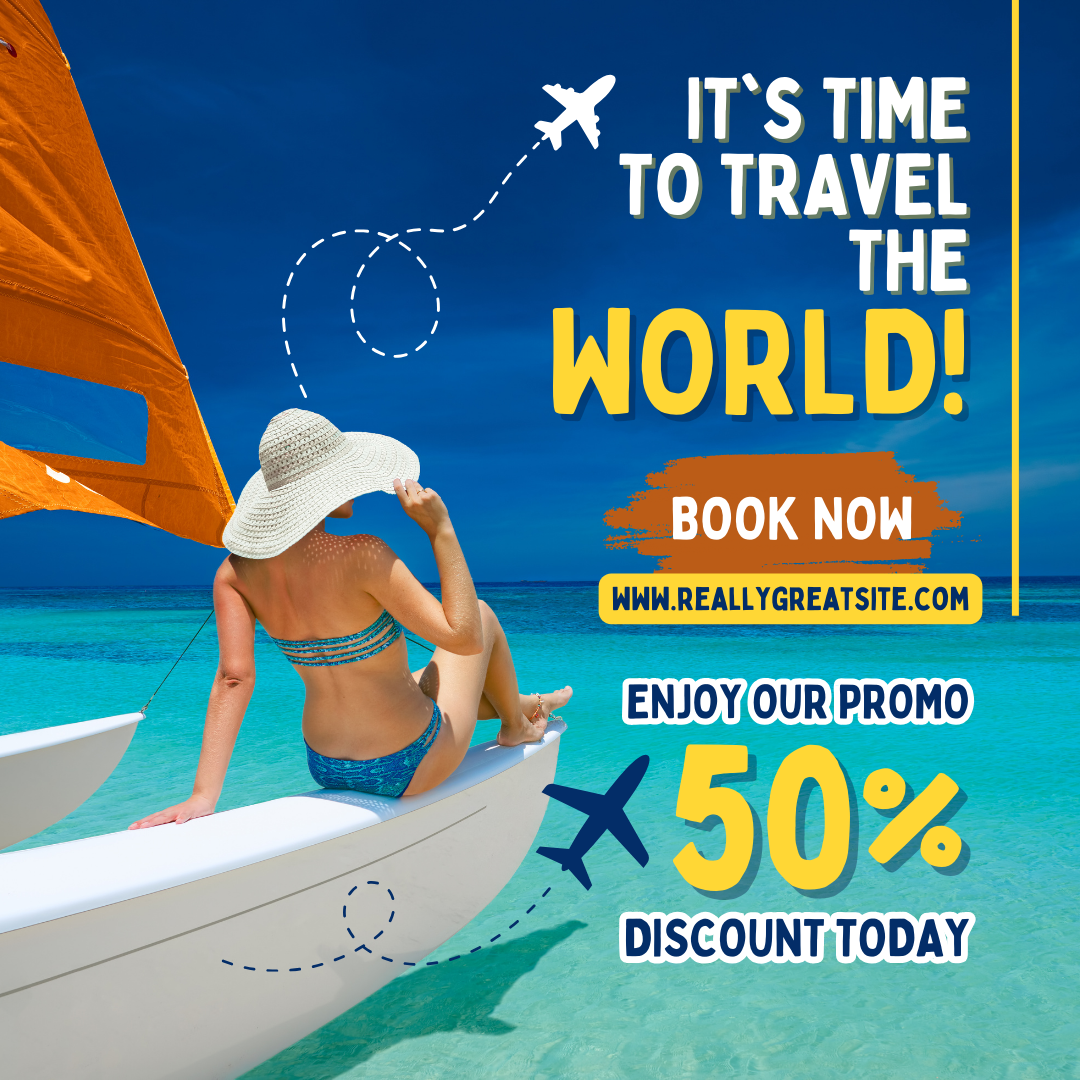 IT`S TIME
TO TRAVEL
THE
WORLD!
BOOK NOW
WWW.REALLYGREATSITE.COM
ENJOY OUR PROMO
50%
DISCOUNT TODAY